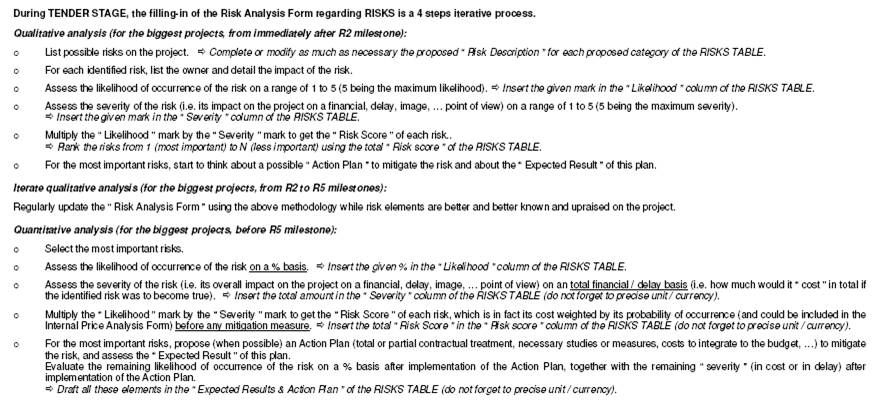 During TENDER STAGE, the filling-in of the Risk Analysis Form regarding RISKS is a 4 steps iterative process.
Qualitative analysis (for the biggest projects, from immediately after R2 milestone):
o List possible risks on the project. ⇨ Complete or modify as much as necessary the proposed " Risk Description " for each proposed category of the RISKS TABLE.
o For each identified risk, list the owner and detail the impact of the risk.
o Assess the likelihood of occurrence of the risk on a range of 1 to 5 (5 being the maximum likelihood). ⇨ Insert the given mark in the " Likelihood " column of the RISKS TABLE.
o Assess the severity of the risk (i.e. its impact on the project on a financial, delay, image, ... point of view) on a range of 1 to 5 (5 being the maximum severity).
⇨ Insert the given mark in the " Severity " column of the RISKS TABLE.
o Multiply the " Likelihood " mark by the " Severity " mark to get the " Risk Score " of each risk..
⇨ Rank the risks from 1 (most important) to N (less important) using the total " Risk score " of the RISKS TABLE.
o For the most important risks, start to think about a possible " Action Plan " to mitigate the risk and about the " Expected Result " of this plan.
Iterate qualitative analysis (for the biggest projects, from R2 to R5 milestones):
Regularly update the " Risk Analysis Form " using the above methodology while risk elements are better and better known and upraised on the project.
Quantitative analysis (for the biggest projects, before R5 milestone):
o Select the most important risks.
o Assess the likelihood of occurrence of the risk on a % basis. ⇨ Insert the given % in the " Likelihood " column of the RISKS TABLE.
o Assess the severity of the risk (i.e. its overall impact on the project on a financial, delay, image, ... point of view) on an total financial / delay basis (i.e. how much would it " cost " in total if
the identified risk was to become true). ⇨ Insert the total amount in the " Severity " column of the RISKS TABLE (do not forget to precise unit / currency).
o Multiply the " Likelihood " mark by the " Severity " mark to get the " Risk Score " of each risk, which is in fact its cost weighted by its probability of occurrence (and could be included in the
Internal Price Analysis Form) before any mitigation measure. ⇨ Insert the total " Risk Score " in the " Risk score " column of the RISKS TABLE (do not forget to precise unit / currency).
o For the most important risks, propose (when possible) an Action Plan (total or partial contractual treatment, necessary studies or measures, costs to integrate to the budget, ...) to mitigate
the risk, and assess the " Expected Result " of this plan.
Evaluate the remaining likelihood of occurrence of the risk on a % basis after implementation of the Action Plan, together with the remaining " severity " (in cost or in delay) after
implementation of the Action Plan.
⇨ Draft all these elements in the " Expected Results & Action Plan " of the RISKS TABLE (do not forget to precise unit / currency).